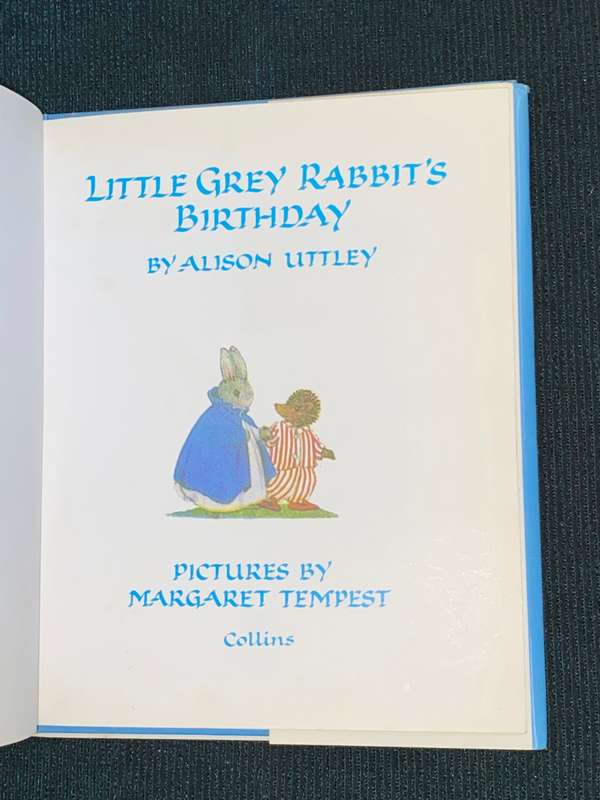 LITTLE GREY RABBIT'S
BIRTHDAY
BY ALISON UTTLEY
PICTURES BY
MARGARET TEMPEST
Collins